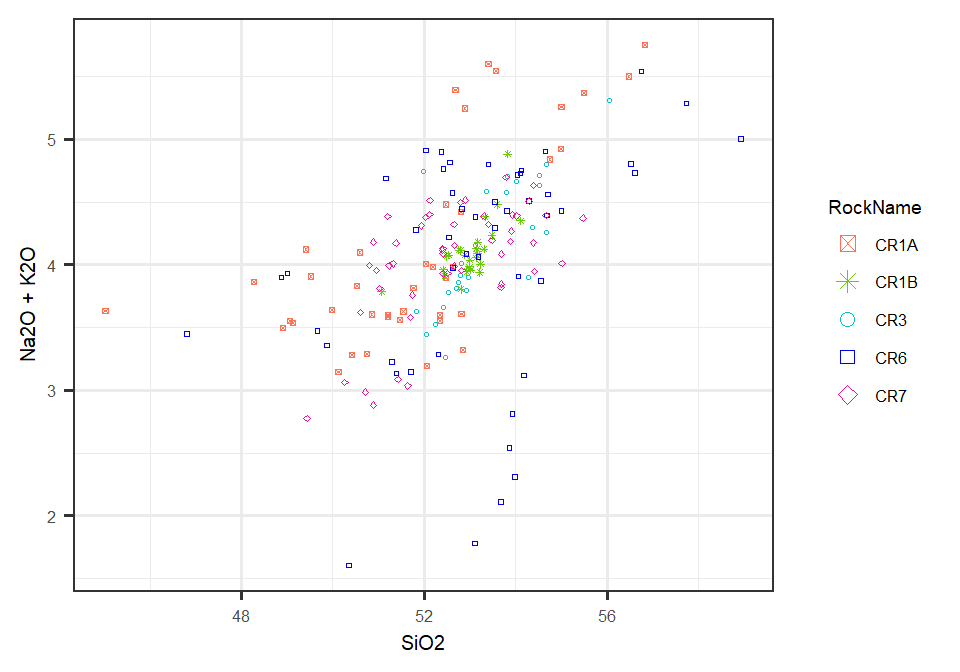 5
4
3
2
48 52 56
SiO2
Na2O + K2O
RockName
CR1A
CR1B
CR3
CR6
CR7